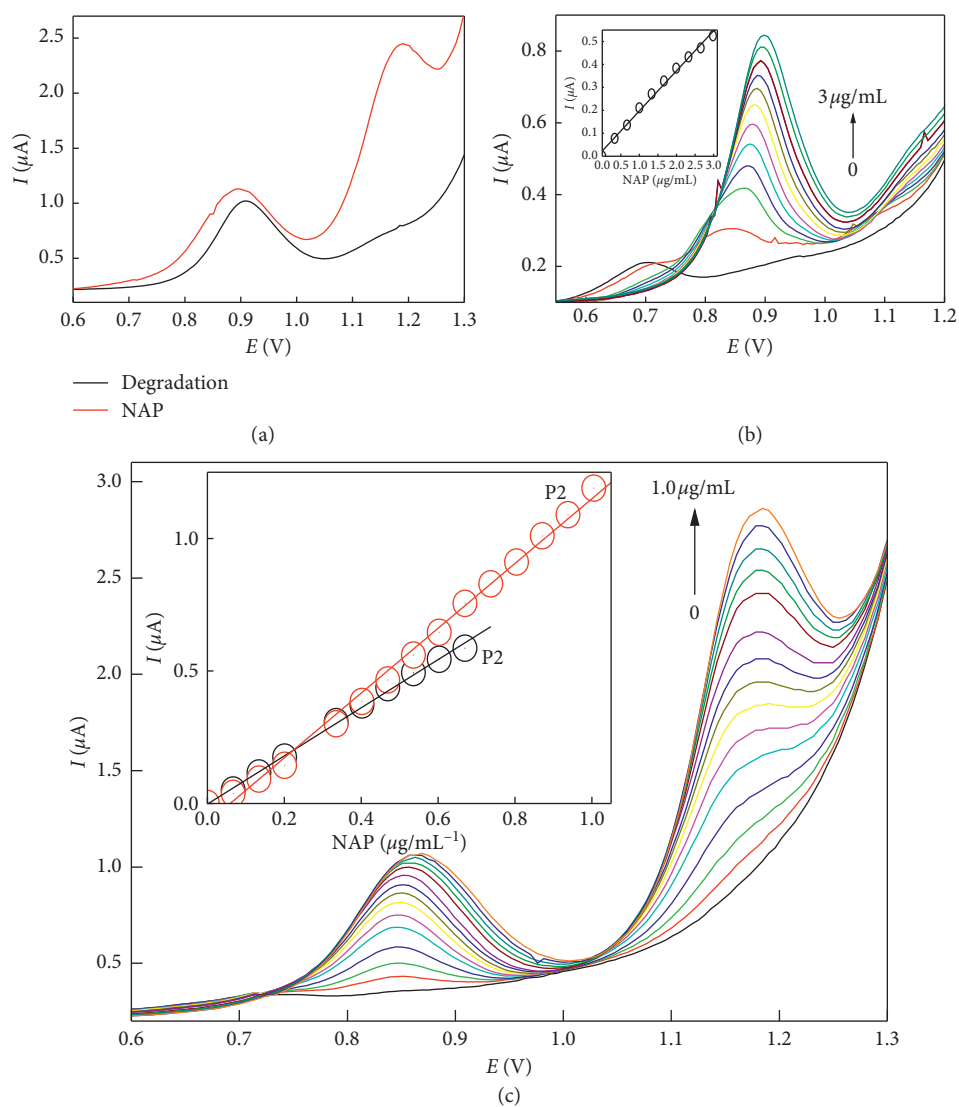 2.5
2.0
1.5
1.0
0.5
I (μA)
0.6 0.7 0.8 0.9 1.0 1.1 1.2 1.3
E (V)
Degradation
NAP
(a)
0.8
0.6
0.4
0.2
I (μA)
0.5
0.4
0.3
0.2
0.1
0.0
I (μA)
0.0 0.5 1.0 1.5 2.0 2.5 3.0
NAP (μg/mL)
3 μg/mL
0
0.6 0.7 0.8 0.9 1.0 1.1 1.2
E (V)
(b)
3.0
2.5
2.0
1.5
1.0
0.5
I (μA)
1.0
0.5
0.0
I (μA)
P2
P2
0.0 0.2 0.4 0.6 0.8 1.0
NAP (μg/mL⁻¹)
1.0 μg/mL
0
0.6 0.7 0.8 0.9 1.0 1.1 1.2 1.3
E (V)
(c)